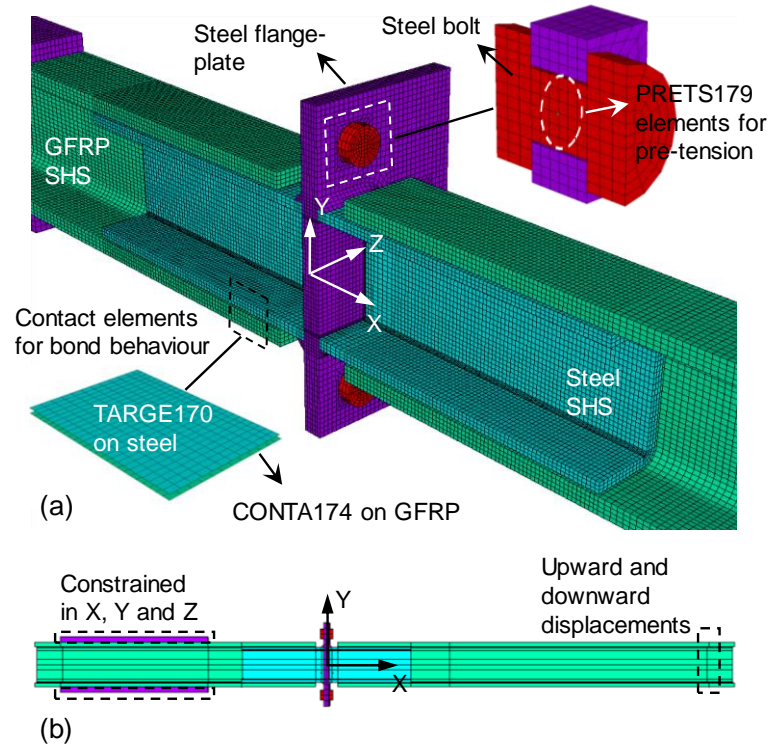 Steel flange-
plate
Steel bolt
PRETS179
elements for
pre-tension
GFRP
SHS
Y
Z
X
Contact elements
for bond behaviour
Steel
SHS
TARGE170
on steel
CONTA174 on GFRP
(a)
Constrained
in X, Y and Z
Y
Upward and
downward
displacements
X
(b)